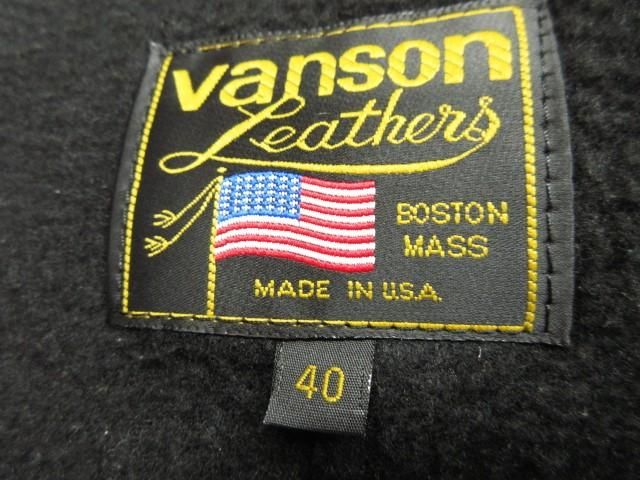 vanson
Leathers
BOSTON
MASS
MADE IN U.S.A.
40